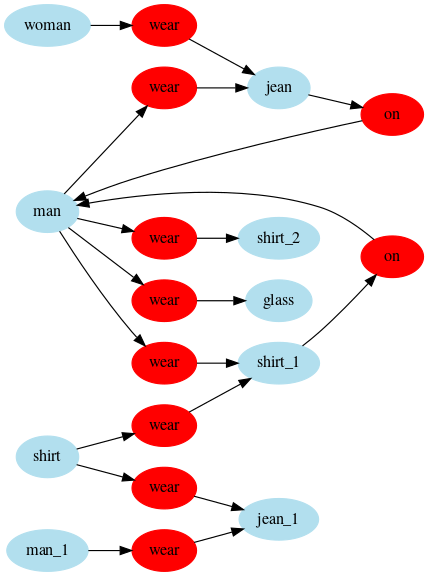 woman
wear
wear
jean
on
man
wear
shirt_2
on
wear
glass
wear
shirt_1
wear
shirt
wear
jean_1
man_1
wear